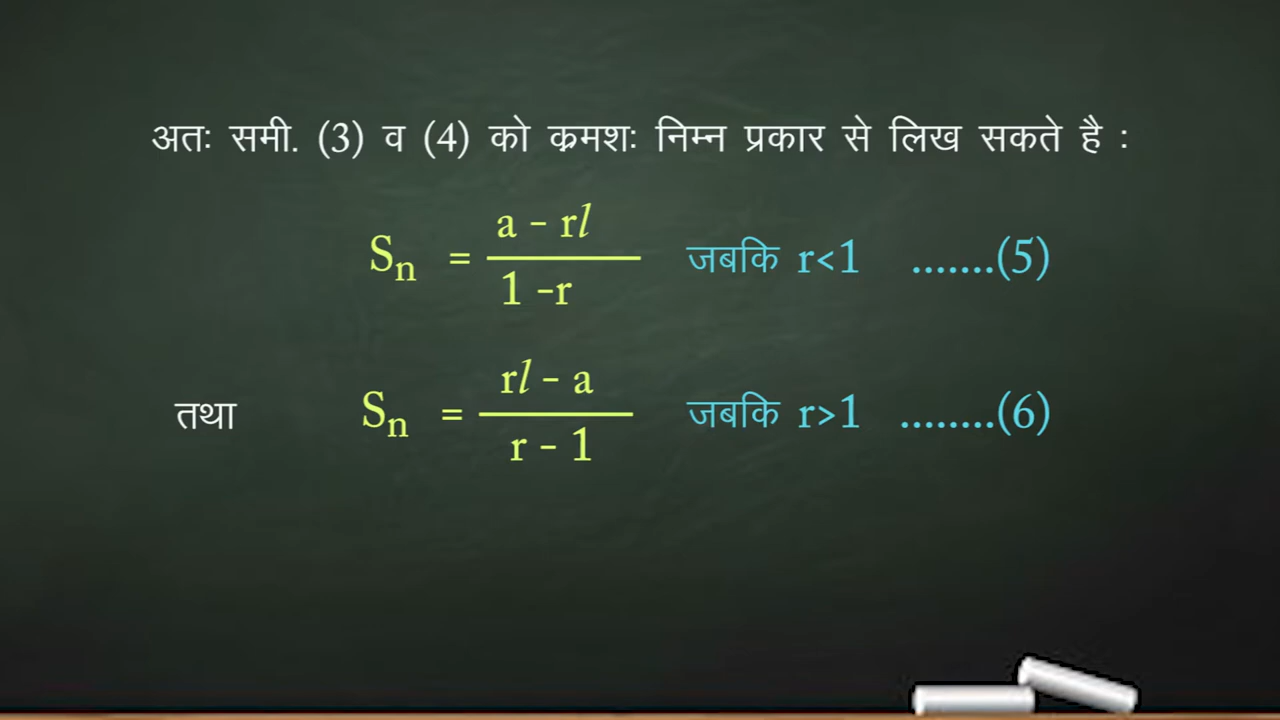 अतः समी. (3) व (4) को क्रमशः निम्न प्रकार से लिख सकते है :
a - rl
Sn = ――― जबकि r<1 .......(5)
1 -r
rl - a
तथा Sn = ――― जबकि r>1 ........(6)
r - 1